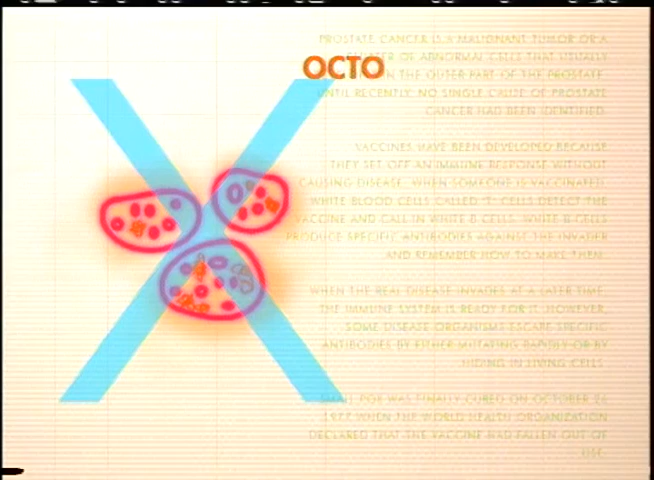 OCTO
PROSTATE CANCER IS A MALIGNANT TUMOR OR A
OF ABNORMAL CELLS THAT USUALLY
IN THE OUTER PART OF THE PROSTATE.
UNTIL RECENTLY, NO SINGLE CAUSE OF PROSTATE
CANCER HAD BEEN IDENTIFIED.
VACCINES HAVE BEEN DEVELOPED BECAUSE
THEY SET OFF AN IMMUNE RESPONSE WITHOUT
CAUSING DISEASE. WHEN SOMEONE IS VACCINATED,
WHITE BLOOD CELLS CALLED 'T' CELLS DETECT THE
VACCINE AND CALL IN WHITE B CELLS. WHITE B CELLS
PRODUCE SPECIFIC ANTIBODIES AGAINST THE INVADER
AND REMEMBER HOW TO MAKE THEM.
WHEN THE REAL DISEASE INVADES AT A LATER TIME,
THE IMMUNE SYSTEM IS READY FOR IT. HOWEVER,
SOME DISEASE ORGANISMS ESCAPE SPECIFIC
ANTIBODIES BY EITHER MUTATING RAPIDLY OR BY
HIDING IN LIVING CELLS.
SMALL POX WAS FINALLY CURED ON OCTOBER 26
1977 WHEN THE WORLD HEALTH ORGANIZATION
DECLARED THAT THE VACCINE HAD FALLEN OUT OF
USE.